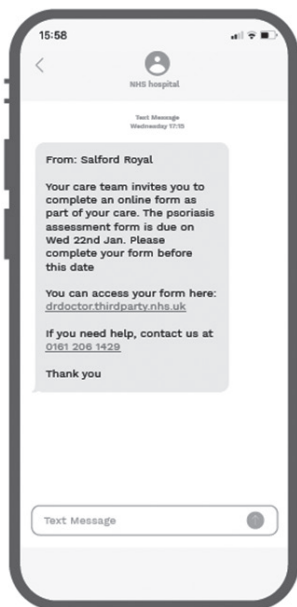 15:58
NHS hospital
Text Message
Wednesday 17:15
From: Salford Royal
Your care team invites you to
complete an online form as
part of your care. The psoriasis
assessment form is due on
Wed 22nd Jan. Please
complete your form before
this date
You can access your form here:
drdoctor.thirdparty.nhs.uk
If you need help, contact us at
0161 206 1429
Thank you
Text Message